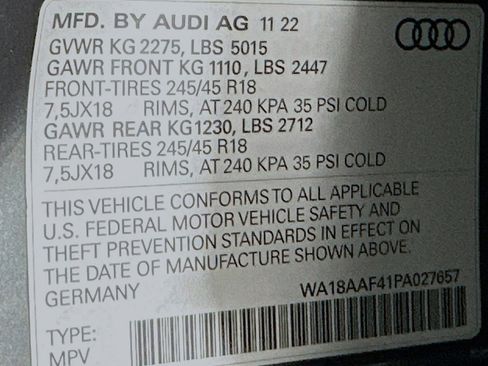 MFD. BY AUDI AG 11 22
GVWR KG 2275, LBS 5015
GAWR FRONT KG 1110, LBS 2447
FRONT-TIRES 245/45 R18
7,5JX18 RIMS, AT 240 KPA 35 PSI COLD
GAWR REAR KG1230, LBS 2712
REAR-TIRES 245/45 R18
7,5JX18 RIMS, AT 240 KPA 35 PSI COLD
THIS VEHICLE CONFORMS TO ALL APPLICABLE
U.S. FEDERAL MOTOR VEHICLE SAFETY AND
THEFT PREVENTION STANDARDS IN EFFECT ON
THE DATE OF MANUFACTURE SHOWN ABOVE.
GERMANY WA18AAF41PA027657
TYPE:
MPV